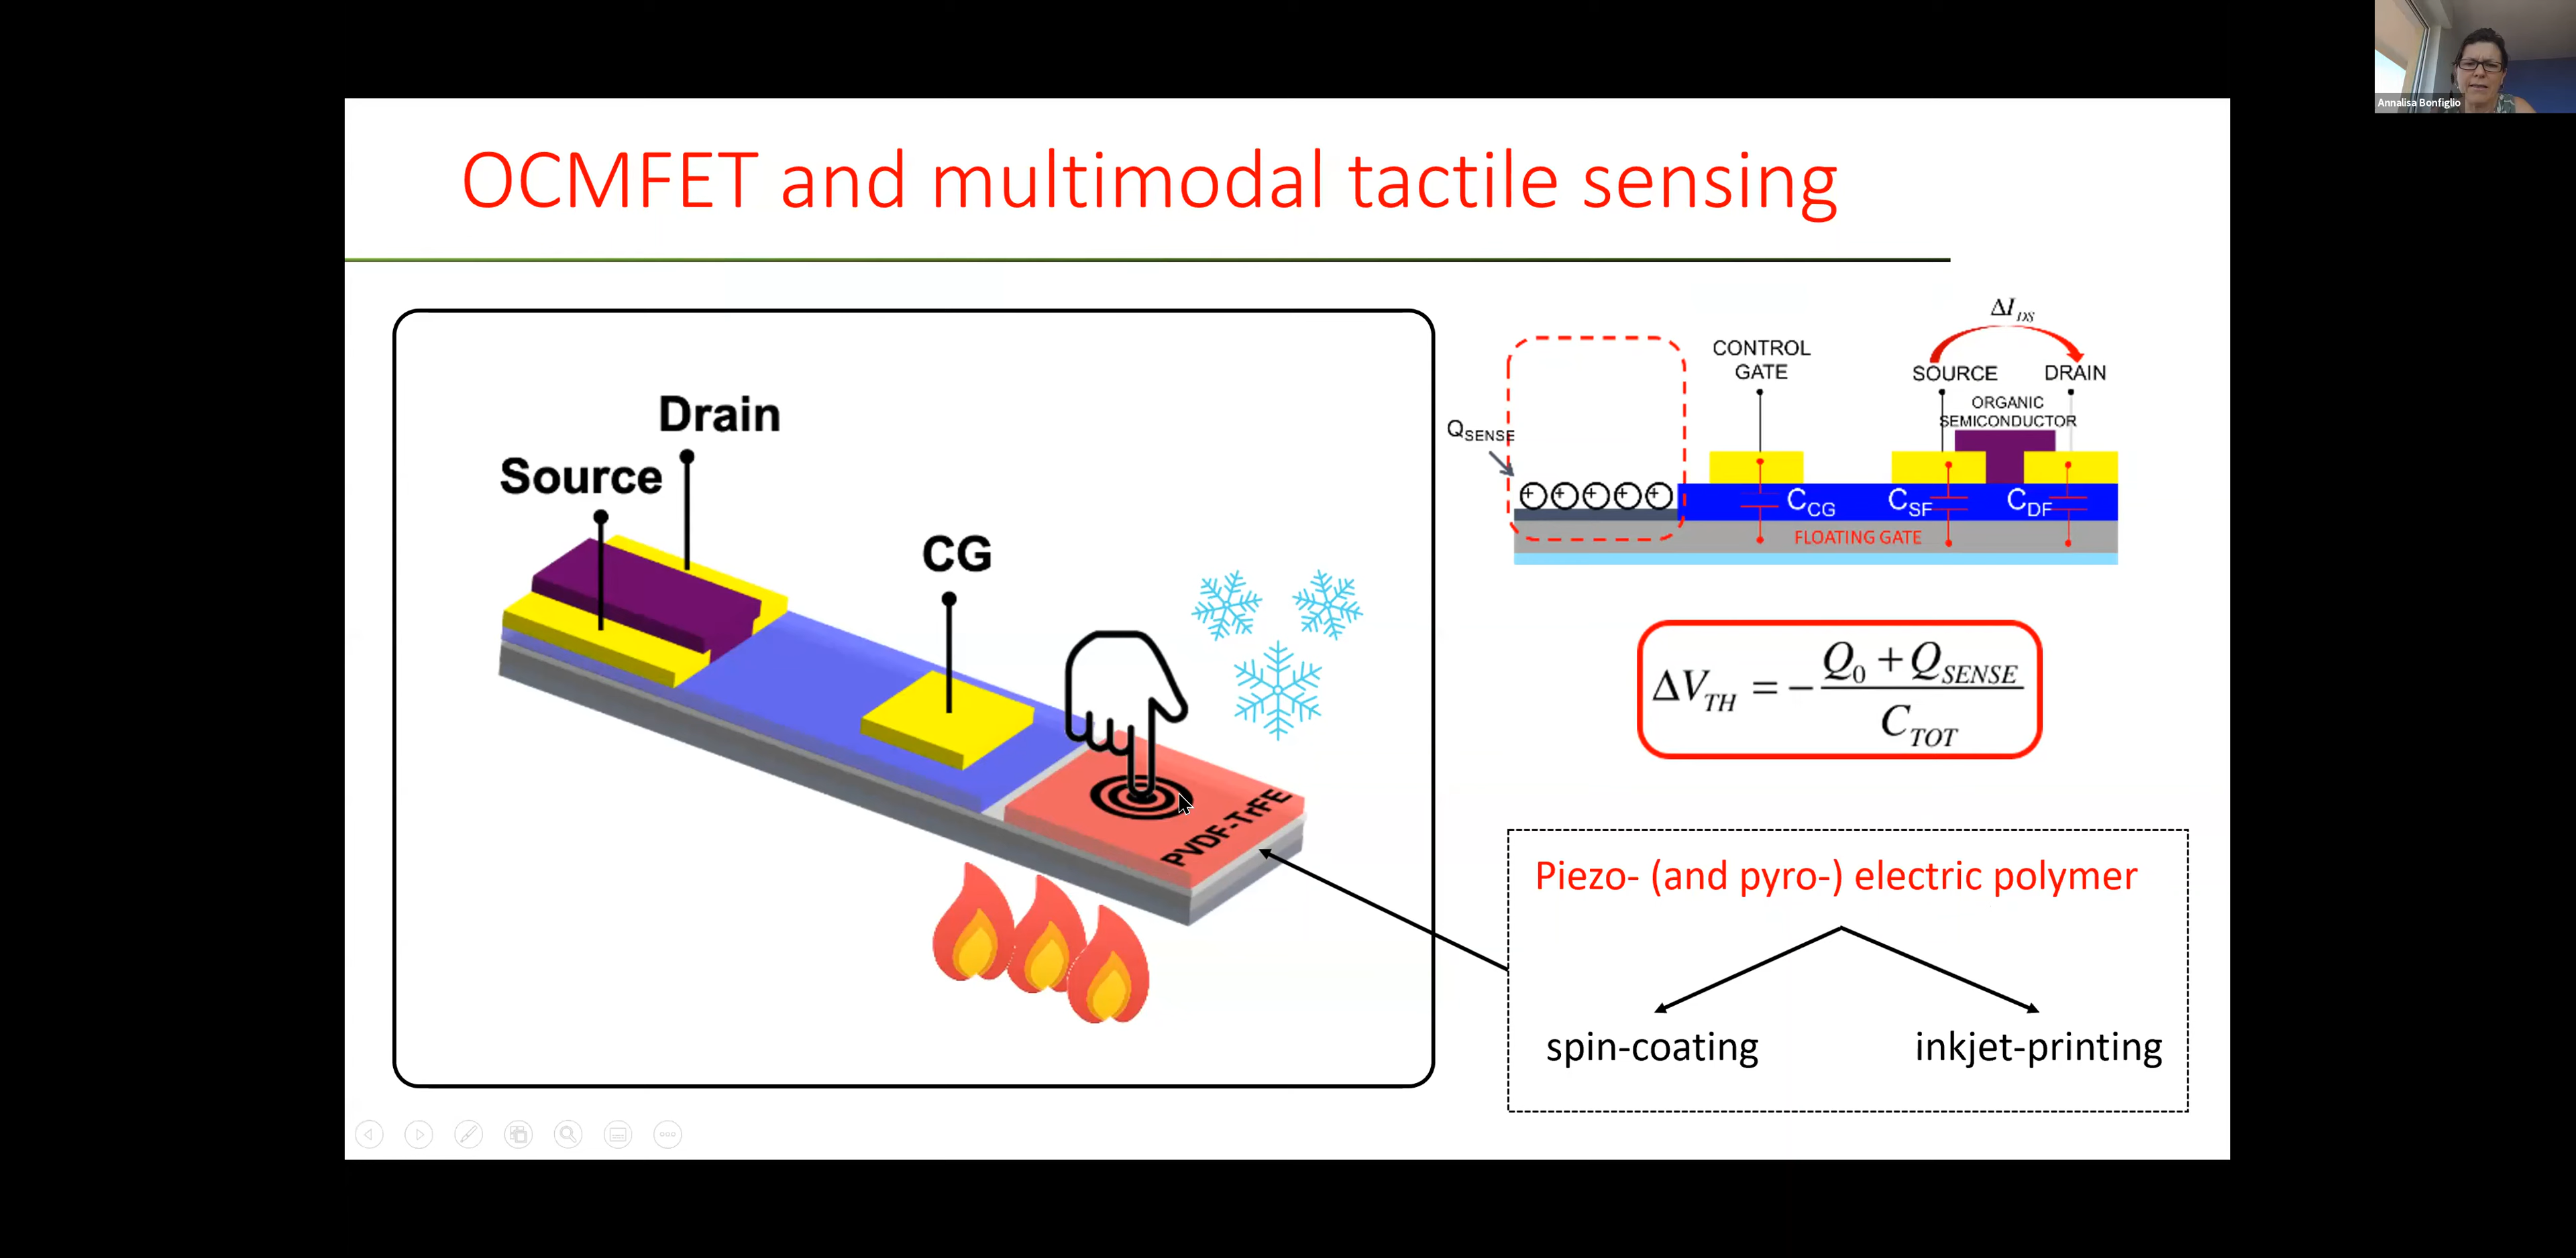 Annalisa Bonfiglio
OCMFET and multimodal tactile sensing
Drain
Source
CG
PVDF-TrFE
ΔI_DS
CONTROL
GATE
SOURCE
DRAIN
ORGANIC
SEMICONDUCTOR
Q_SENSE
+ + + + +
C_CG
C_SF
C_DF
FLOATING GATE
ΔV_TH = - (Q_0 + Q_SENSE) / C_TOT
Piezo- (and pyro-) electric polymer
spin-coating
inkjet-printing